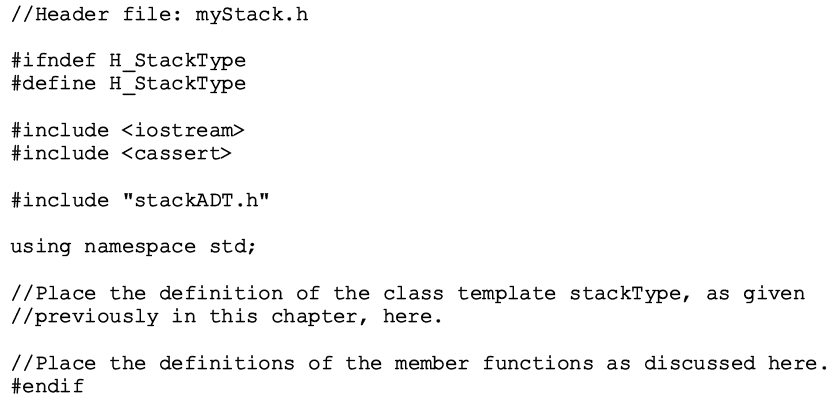 //Header file: myStack.h
#ifndef H_StackType
#define H_StackType
#include <iostream>
#include <cassert>
#include "stackADT.h"
using namespace std;
//Place the definition of the class template stackType, as given
//previously in this chapter, here.
//Place the definitions of the member functions as discussed here.
#endif